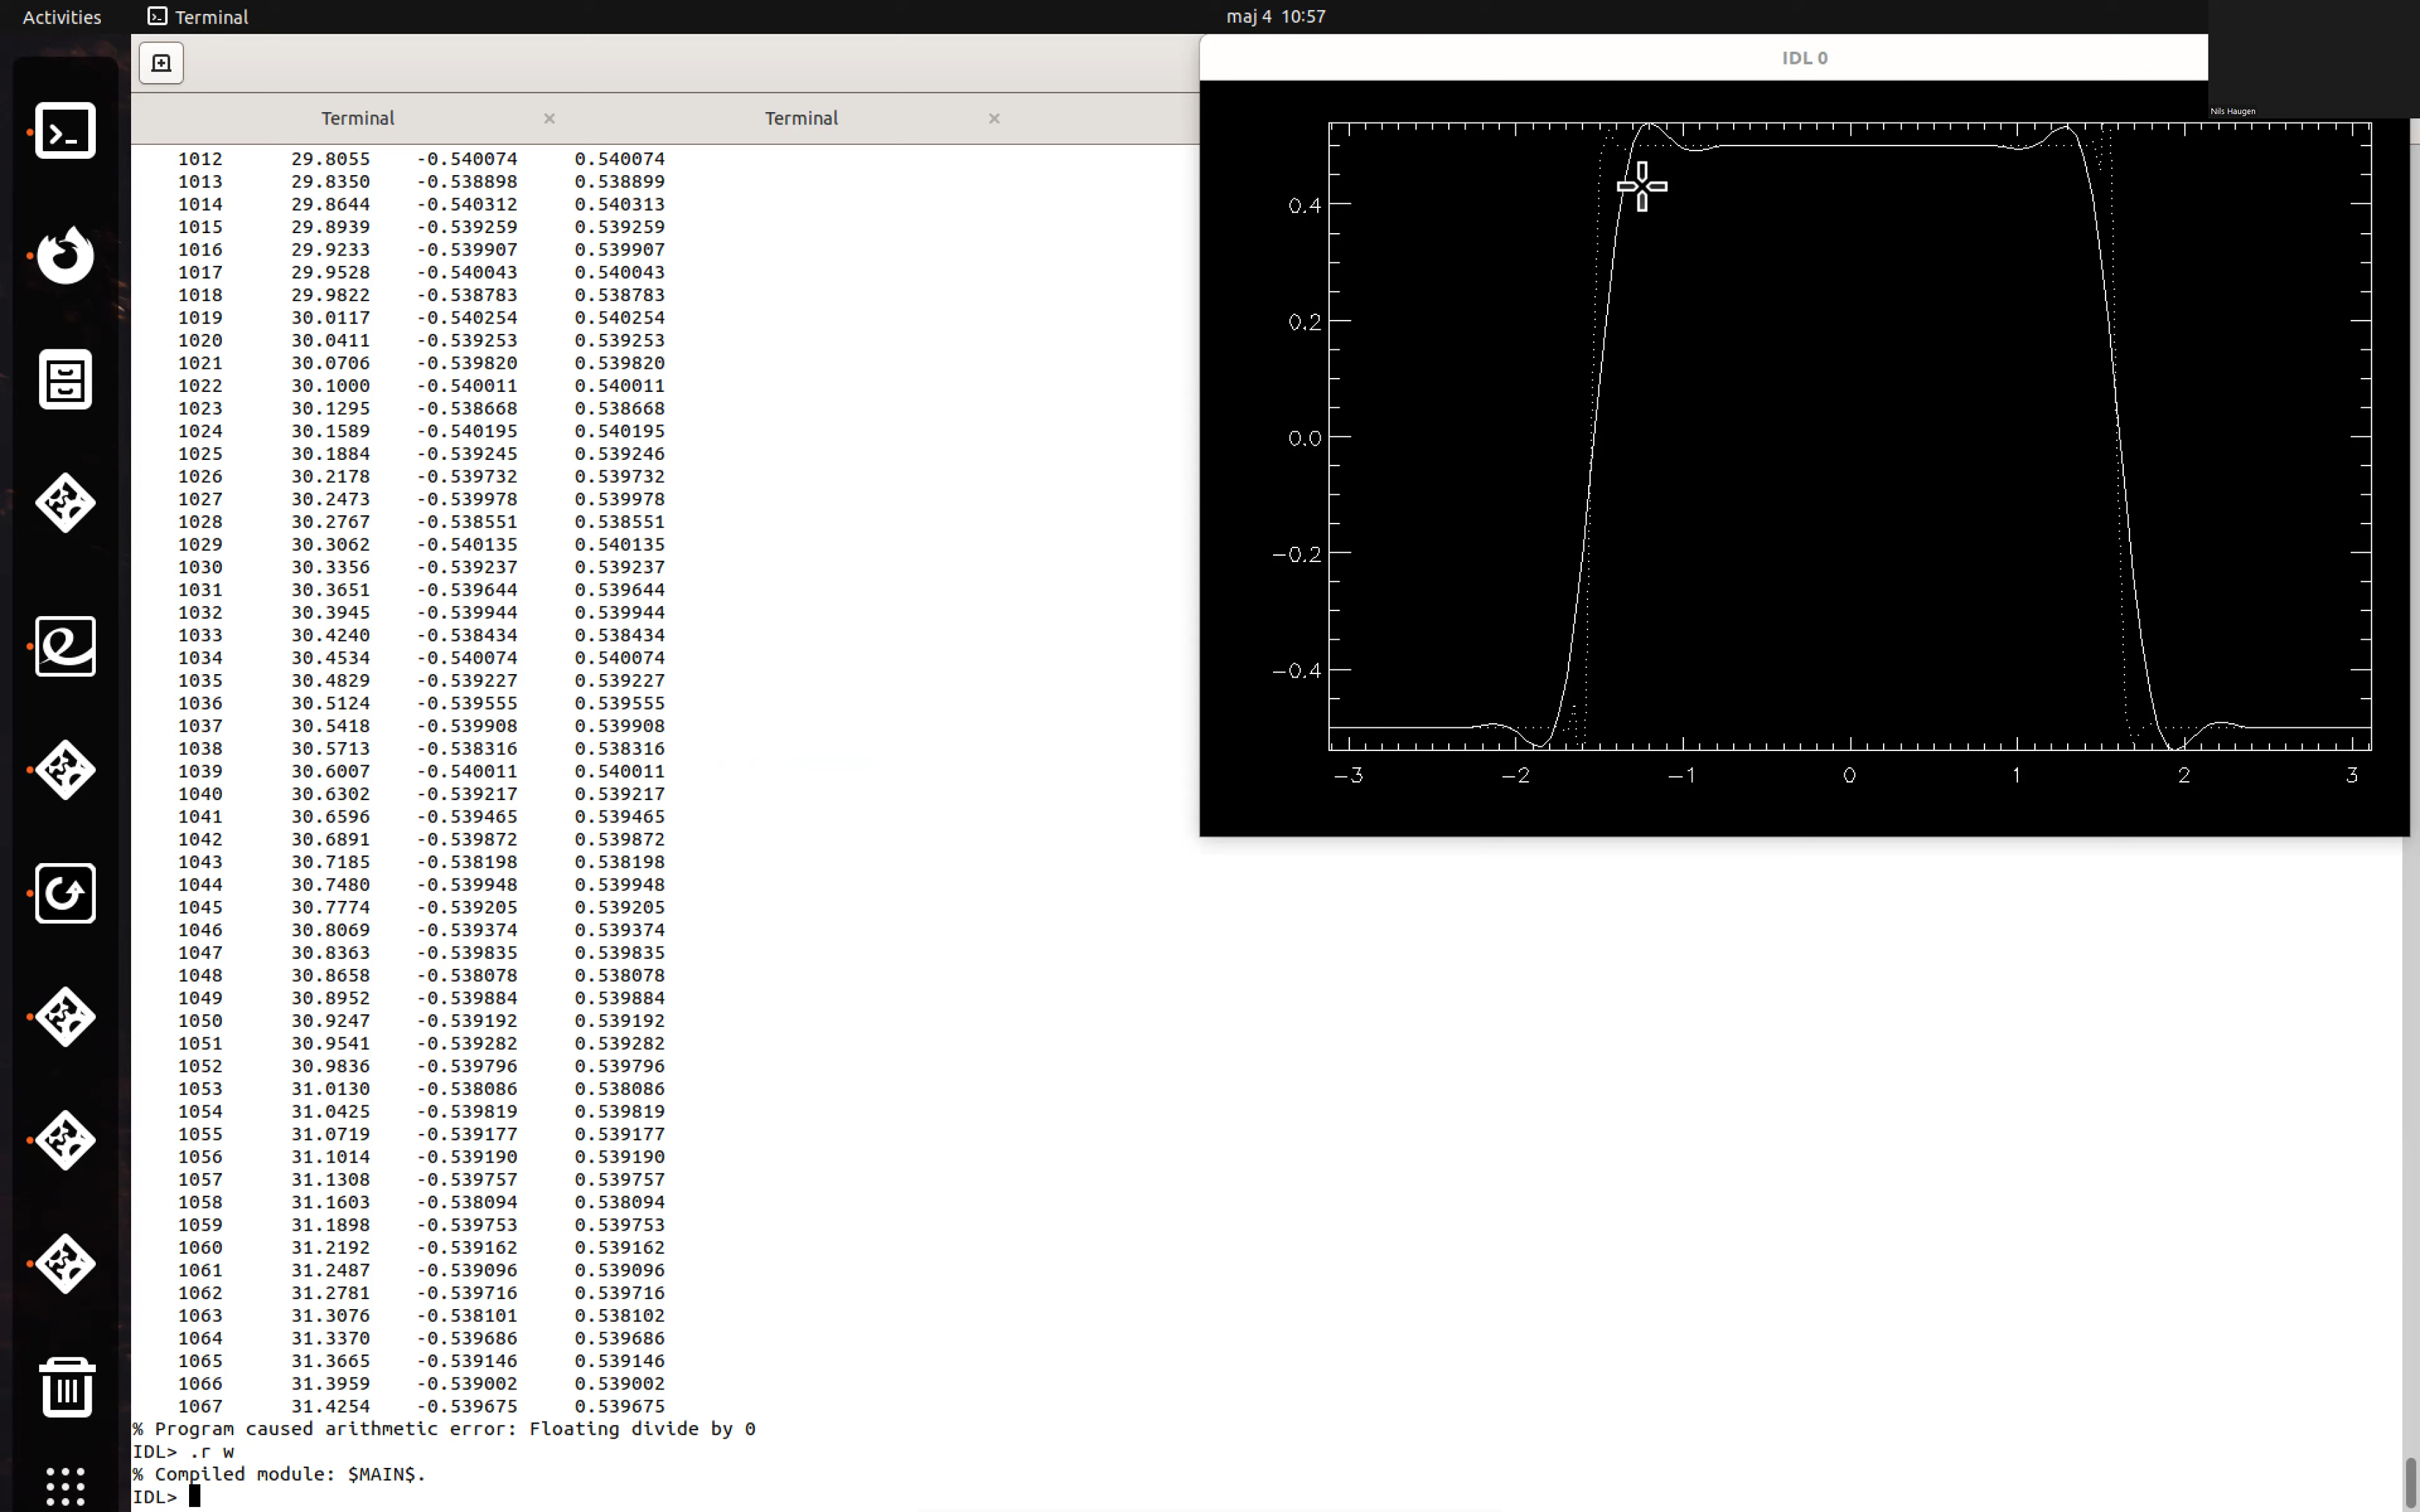 Activities Terminal maj 4 10:57
IDL 0
Nils Haugen
Terminal × Terminal ×
1012 29.8055 -0.540074 0.540074
1013 29.8350 -0.538898 0.538899
1014 29.8644 -0.540312 0.540313
1015 29.8939 -0.539259 0.539259
1016 29.9233 -0.539907 0.539907
1017 29.9528 -0.540043 0.540043
1018 29.9822 -0.538783 0.538783
1019 30.0117 -0.540254 0.540254
1020 30.0411 -0.539253 0.539253
1021 30.0706 -0.539820 0.539820
1022 30.1000 -0.540011 0.540011
1023 30.1295 -0.538668 0.538668
1024 30.1589 -0.540195 0.540195
1025 30.1884 -0.539245 0.539246
1026 30.2178 -0.539732 0.539732
1027 30.2473 -0.539978 0.539978
1028 30.2767 -0.538551 0.538551
1029 30.3062 -0.540135 0.540135
1030 30.3356 -0.539237 0.539237
1031 30.3651 -0.539644 0.539644
1032 30.3945 -0.539944 0.539944
1033 30.4240 -0.538434 0.538434
1034 30.4534 -0.540074 0.540074
1035 30.4829 -0.539227 0.539227
1036 30.5124 -0.539555 0.539555
1037 30.5418 -0.539908 0.539908
1038 30.5713 -0.538316 0.538316
1039 30.6007 -0.540011 0.540011
1040 30.6302 -0.539217 0.539217
1041 30.6596 -0.539465 0.539465
1042 30.6891 -0.539872 0.539872
1043 30.7185 -0.538198 0.538198
1044 30.7480 -0.539948 0.539948
1045 30.7774 -0.539205 0.539205
1046 30.8069 -0.539374 0.539374
1047 30.8363 -0.539835 0.539835
1048 30.8658 -0.538078 0.538078
1049 30.8952 -0.539884 0.539884
1050 30.9247 -0.539192 0.539192
1051 30.9541 -0.539282 0.539282
1052 30.9836 -0.539796 0.539796
1053 31.0130 -0.538086 0.538086
1054 31.0425 -0.539819 0.539819
1055 31.0719 -0.539177 0.539177
1056 31.1014 -0.539190 0.539190
1057 31.1308 -0.539757 0.539757
1058 31.1603 -0.538094 0.538094
1059 31.1898 -0.539753 0.539753
1060 31.2192 -0.539162 0.539162
1061 31.2487 -0.539096 0.539096
1062 31.2781 -0.539716 0.539716
1063 31.3076 -0.538101 0.538102
1064 31.3370 -0.539686 0.539686
1065 31.3665 -0.539146 0.539146
1066 31.3959 -0.539002 0.539002
1067 31.4254 -0.539675 0.539675
% Program caused arithmetic error: Floating divide by 0
IDL> .r w
% Compiled module: $MAIN$.
IDL>
0.4
0.2
0.0
−0.2
−0.4
−3 −2 −1 0 1 2 3